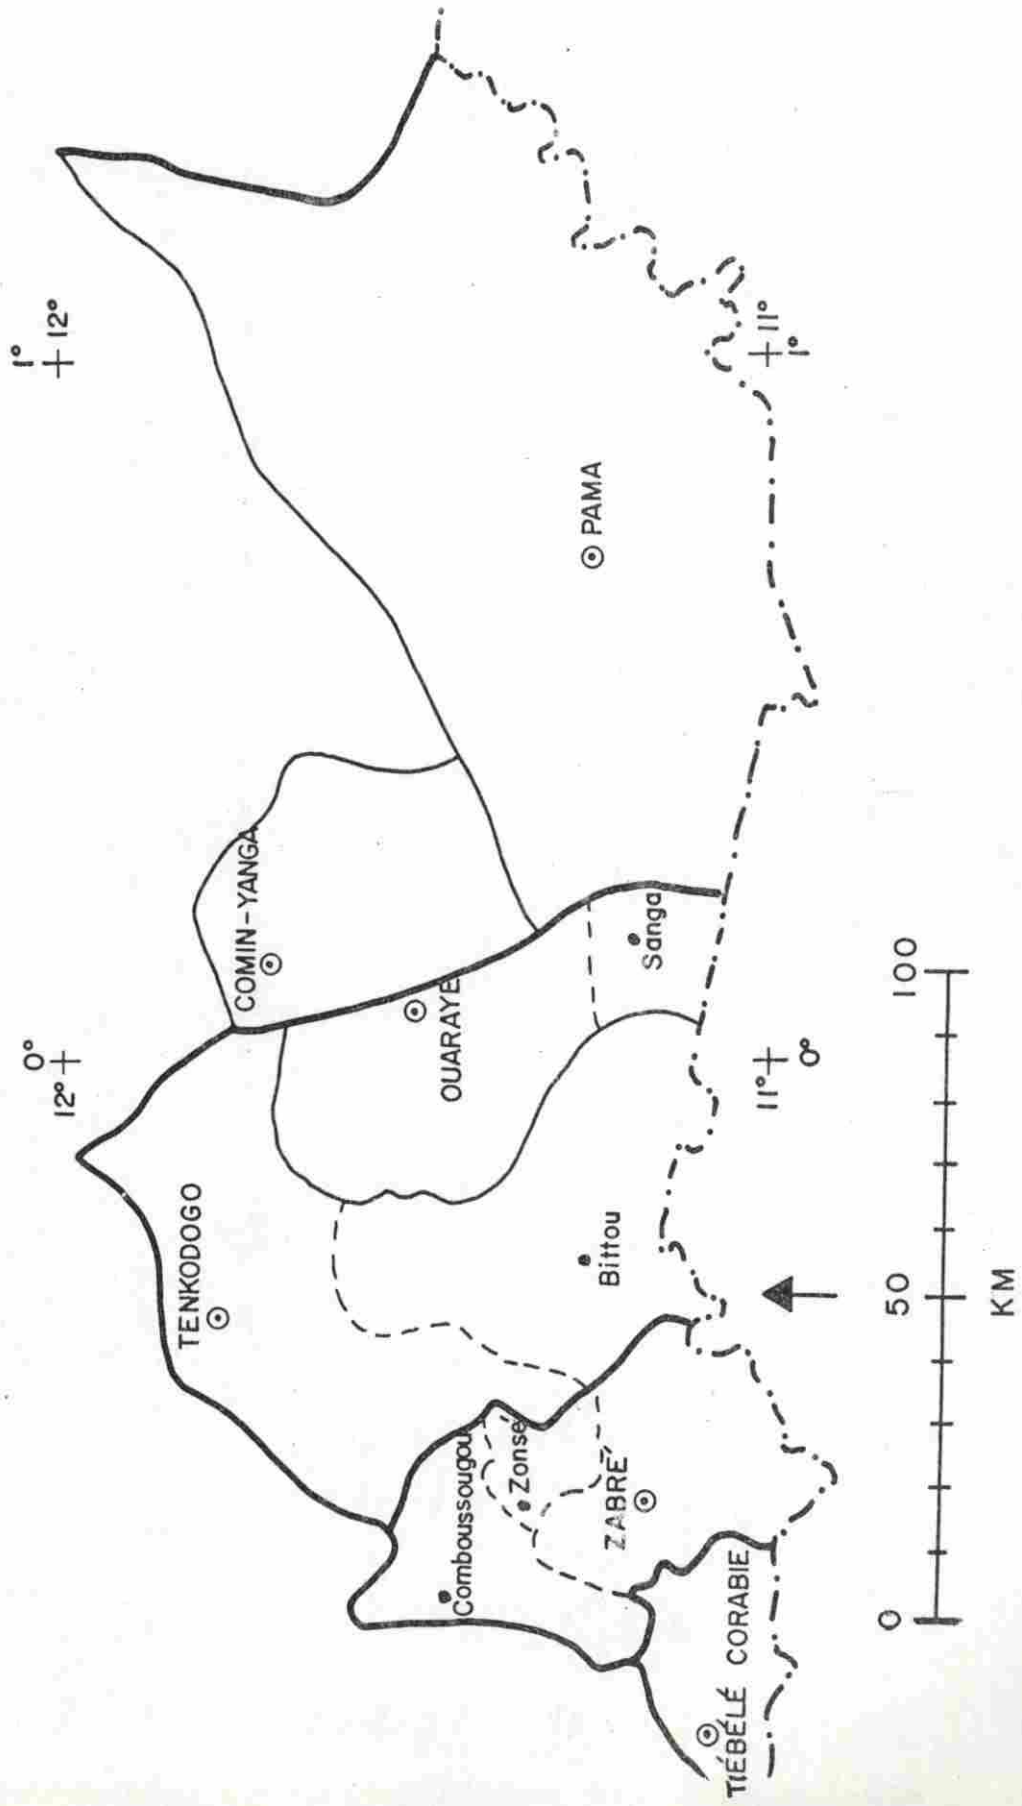 1°
12°
0°
12°
COMIN-YANGA
TENKODOGO
OUARAYE
PAMA
Comboussougou
Zonse
Sanga
Bittou
ZABRÉ
TIÉBÉLÉ CORABIE
11°
1°
11°
0°
0
50
100
KM